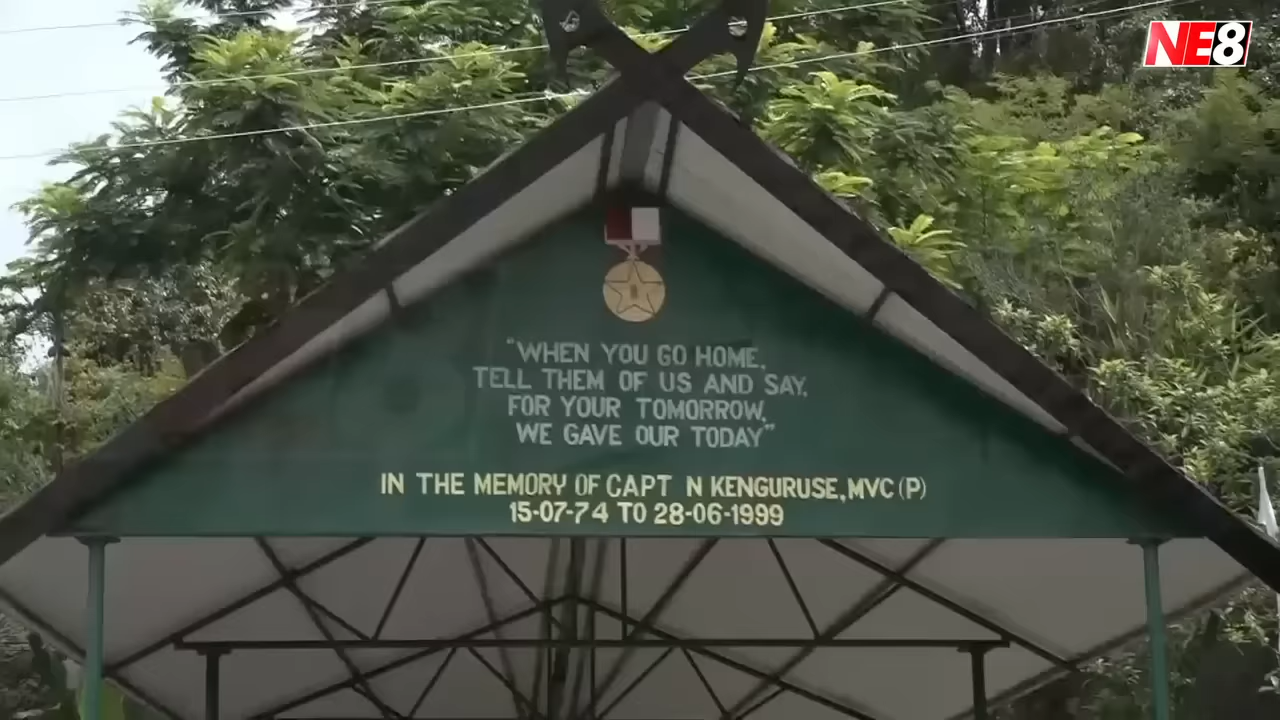 NE8
“WHEN YOU GO HOME,
TELL THEM OF US AND SAY,
FOR YOUR TOMORROW,
WE GAVE OUR TODAY”
IN THE MEMORY OF CAPT N KENGURUSE, MVC (P)
15-07-74 TO 28-06-1999